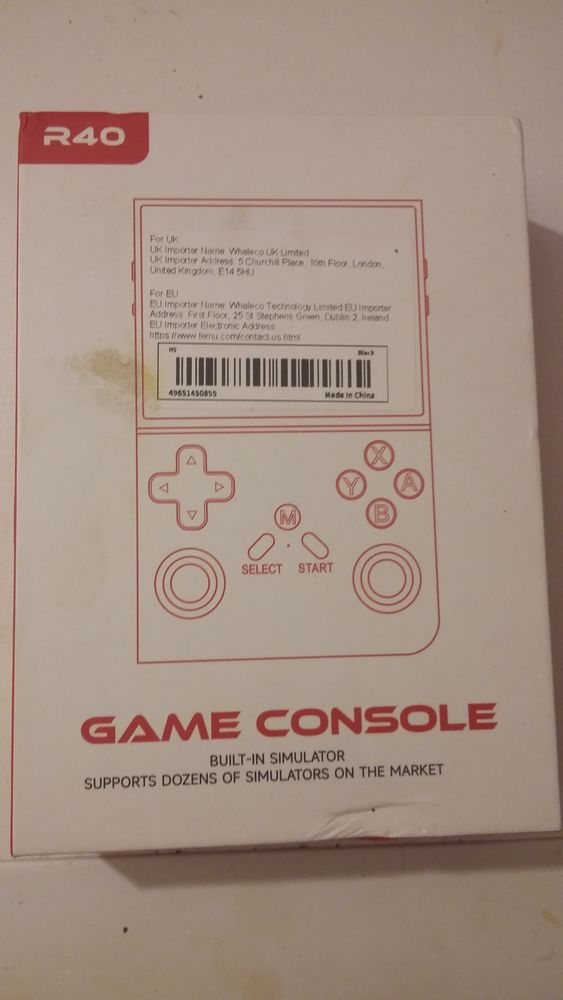 R40
For UK
UK Importer Name: Whaleco UK Limited
UK Importer Address: 5 Churchill Place, 10th Floor, London,
United Kingdom, E14 5HU
For EU
EU Importer Name: Whaleco Technology Limited EU Importer
Address: First Floor, 25 St Stephens Green, Dublin 2, Ireland
EU Importer Electronic Address:
https://www.temu.com/contact-us.html
Black
49651450855
Made in China
X
Y
A
B
M
SELECT
START
GAME CONSOLE
BUILT-IN SIMULATOR
SUPPORTS DOZENS OF SIMULATORS ON THE MARKET